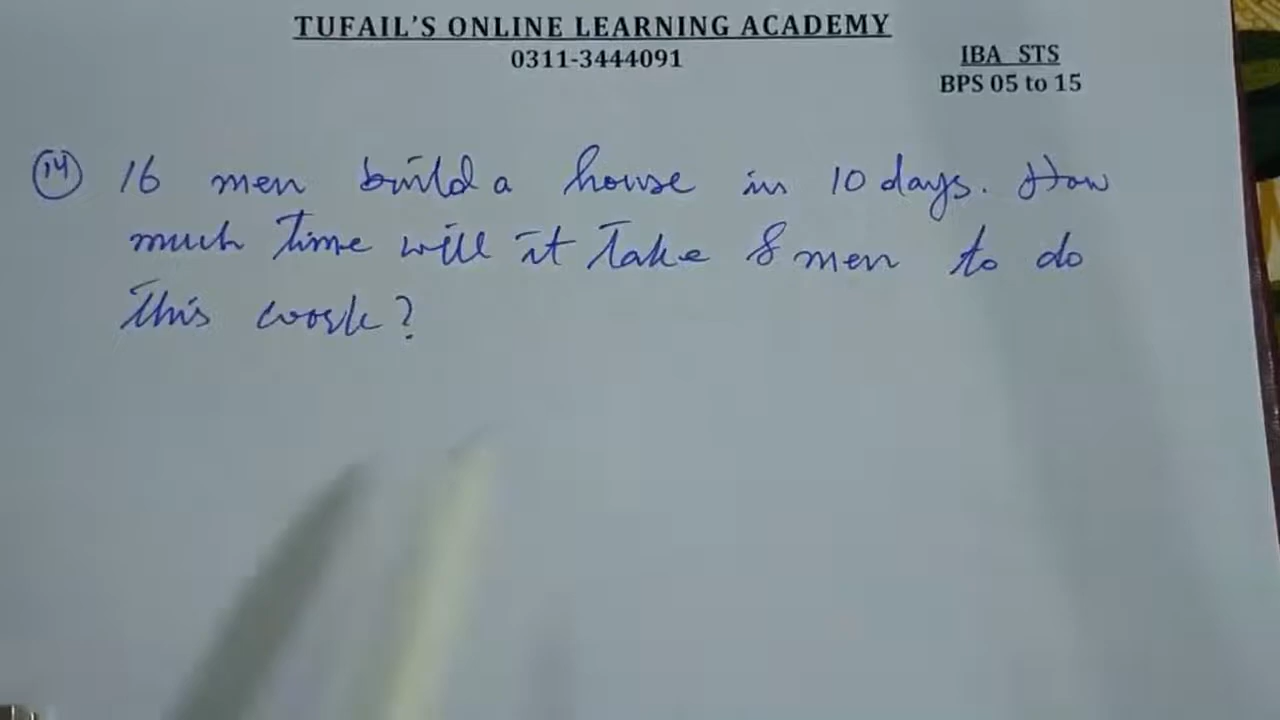 TUFAIL'S ONLINE LEARNING ACADEMY
0311-3444091
IBA STS
BPS 05 to 15
14 16 men build a house in 10 days. How
much time will it take 8 men to do
this work?